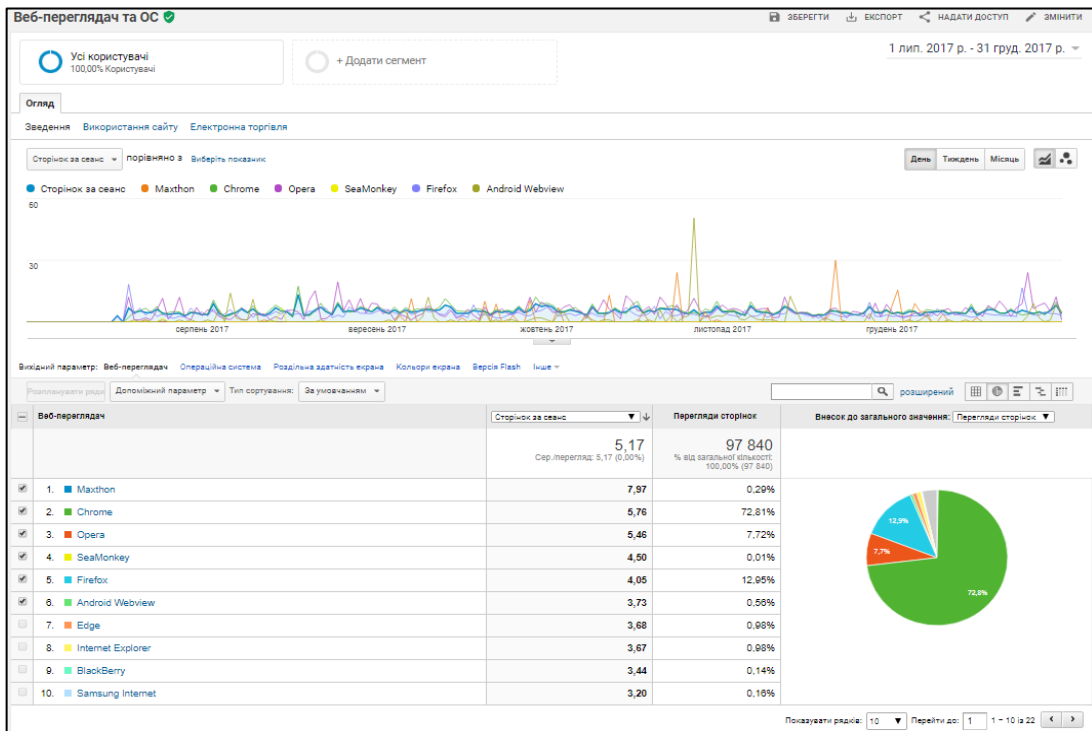 Веб-переглядач та ОС
ЗБЕРЕГТИ ЕКСПОРТ НАДАТИ ДОСТУП ЗМІНИТИ
Усі користувачі
100,00% Користувачі
+ Додати сегмент
1 лип. 2017 р. - 31 груд. 2017 р.
Огляд
Зведення Використання сайту Електронна торгівля
Сторінок за сеанс порівняно з Виберіть показник
День Тиждень Місяць
Сторінок за сеанс Maxthon Chrome Opera SeaMonkey Firefox Android Webview
60
30
серпень 2017 вересень 2017 жовтень 2017 листопад 2017 грудень 2017
Вихідний параметр: Веб-переглядач Операційна система Роздільна здатність екрана Кольори екрана Версія Flash Інше
Розпланувати ряди Допоміжний параметр Тип сортування: За умовчанням
розширений
Веб-переглядач Сторінок за сеанс Перегляди сторінок Внесок до загального значення: Перегляди сторінок
5,17 97 840
Сер./перегляд: 5,17 (0,00%) % від загальної кількості: 100,00% (97 840)
1. Maxthon 7,97 0,29%
2. Chrome 5,76 72,81%
3. Opera 5,46 7,72%
4. SeaMonkey 4,50 0,01%
5. Firefox 4,05 12,95%
6. Android Webview 3,73 0,56%
7. Edge 3,68 0,98%
8. Internet Explorer 3,67 0,98%
9. BlackBerry 3,44 0,14%
10. Samsung Internet 3,20 0,16%
12,9%
7,7%
72,8%
Показувати рядків: 10 Перейти до: 1 1 – 10 із 22